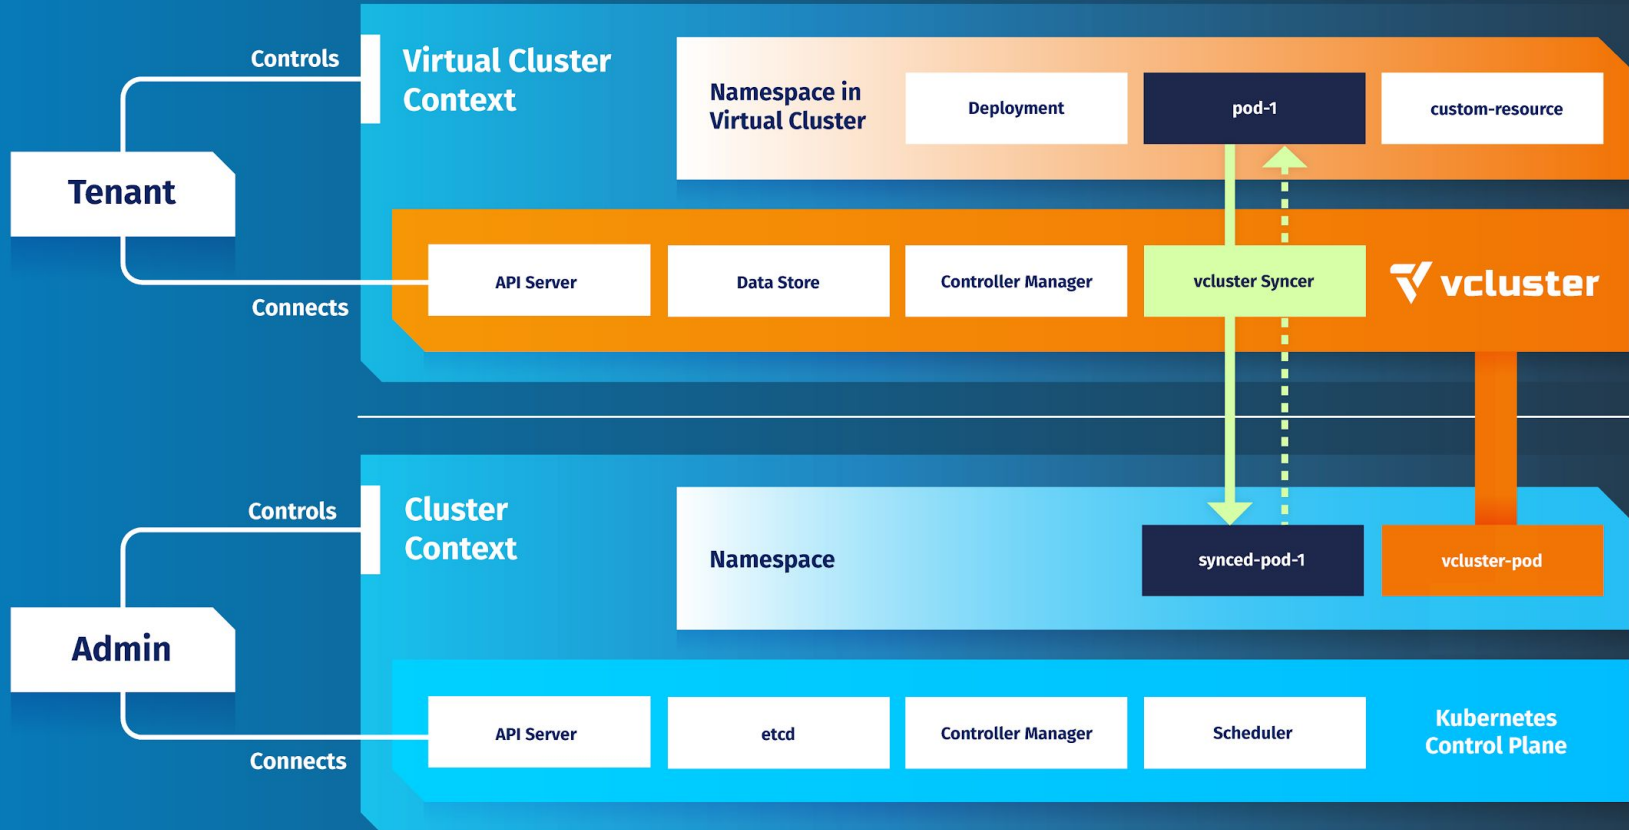 Controls
Virtual Cluster
Context
Namespace in
Virtual Cluster
Deployment
pod-1
custom-resource
Tenant
API Server
Data Store
Controller Manager
vcluster Syncer
vcluster
Connects
Controls
Cluster
Context
Namespace
synced-pod-1
vcluster-pod
Admin
API Server
etcd
Controller Manager
Scheduler
Kubernetes
Control Plane
Connects